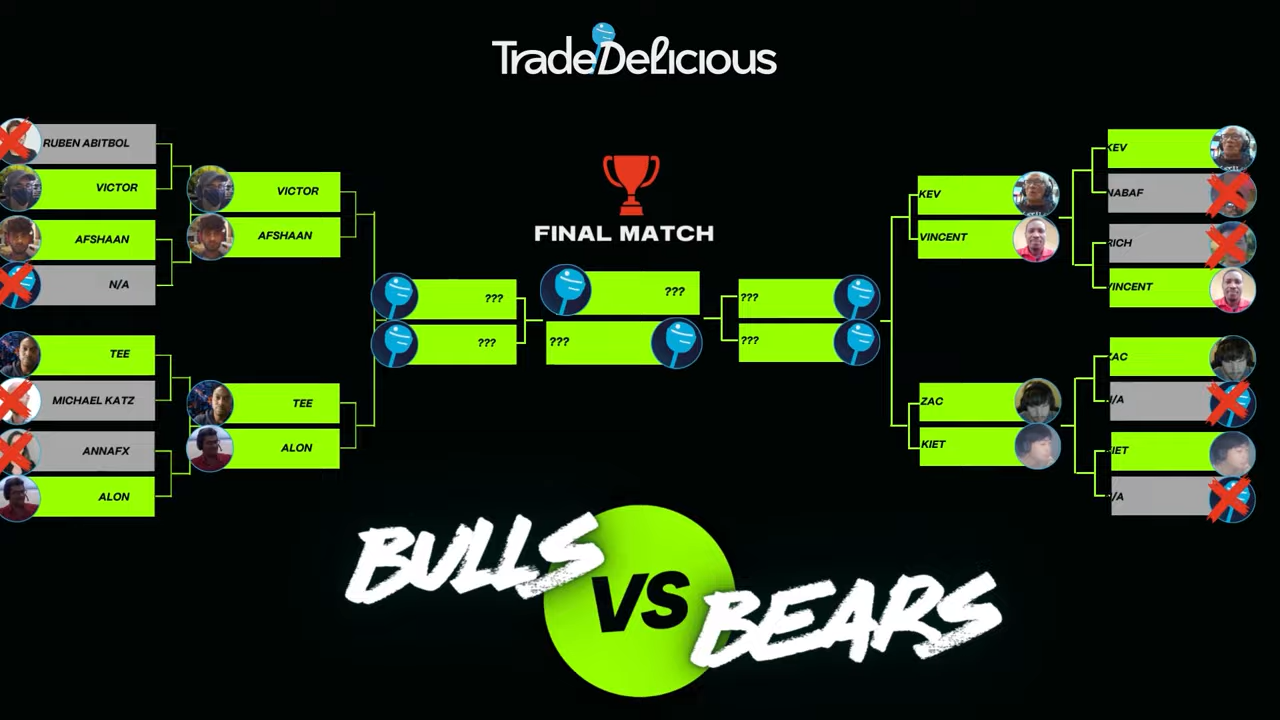 TradeDelicious
RUBEN ABITBOL
VICTOR
AFSHAAN
N/A
TEE
MICHAEL KATZ
ANNAFX
ALON
VICTOR
AFSHAAN
TEE
ALON
???
???
FINAL MATCH
???
???
???
???
KEV
VINCENT
ZAC
KIET
KEV
NABAF
RICH
VINCENT
ZAC
/A
KIET
/A
BULLS
VS
BEARS